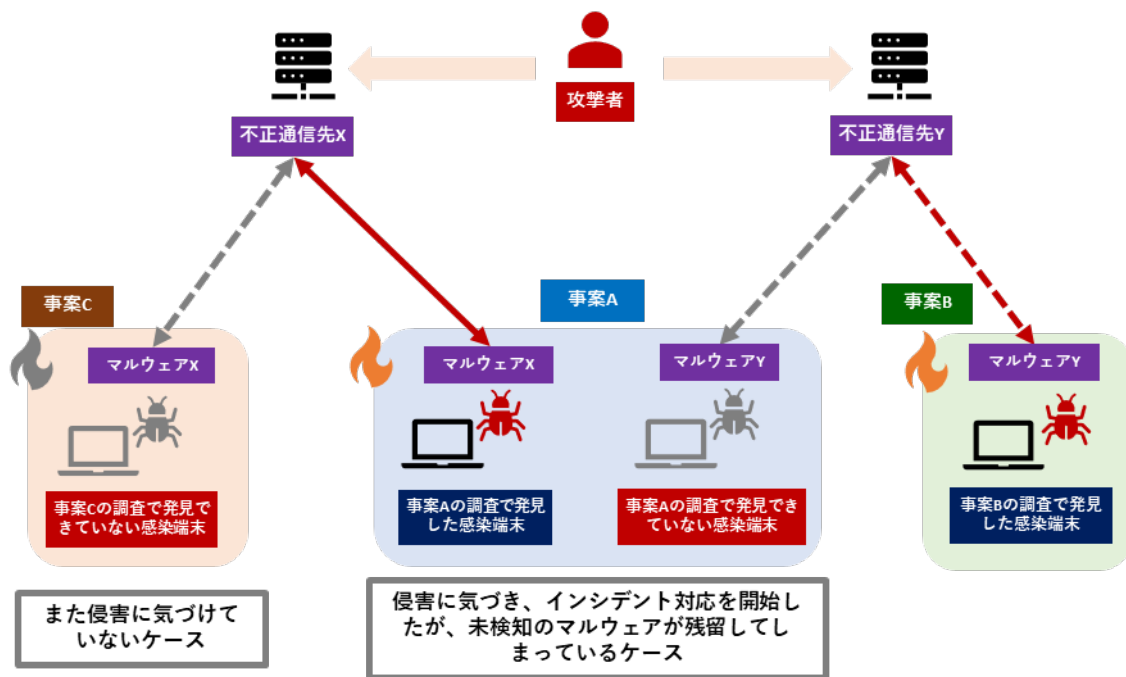 攻撃者
不正通信先X
不正通信先Y
事案C
事案A
事案B
マルウェアX
マルウェアX
マルウェアY
マルウェアY
事案Cの調査で発見で
きていない感染端末
事案Aの調査で発見
した感染端末
事案Aの調査で発見でき
ていない感染端末
事案Bの調査で発見
した感染端末
また侵害に気づけて
いないケース
侵害に気づき、インシデント対応を開始し
たが、未検知のマルウェアが残留してし
まっているケース